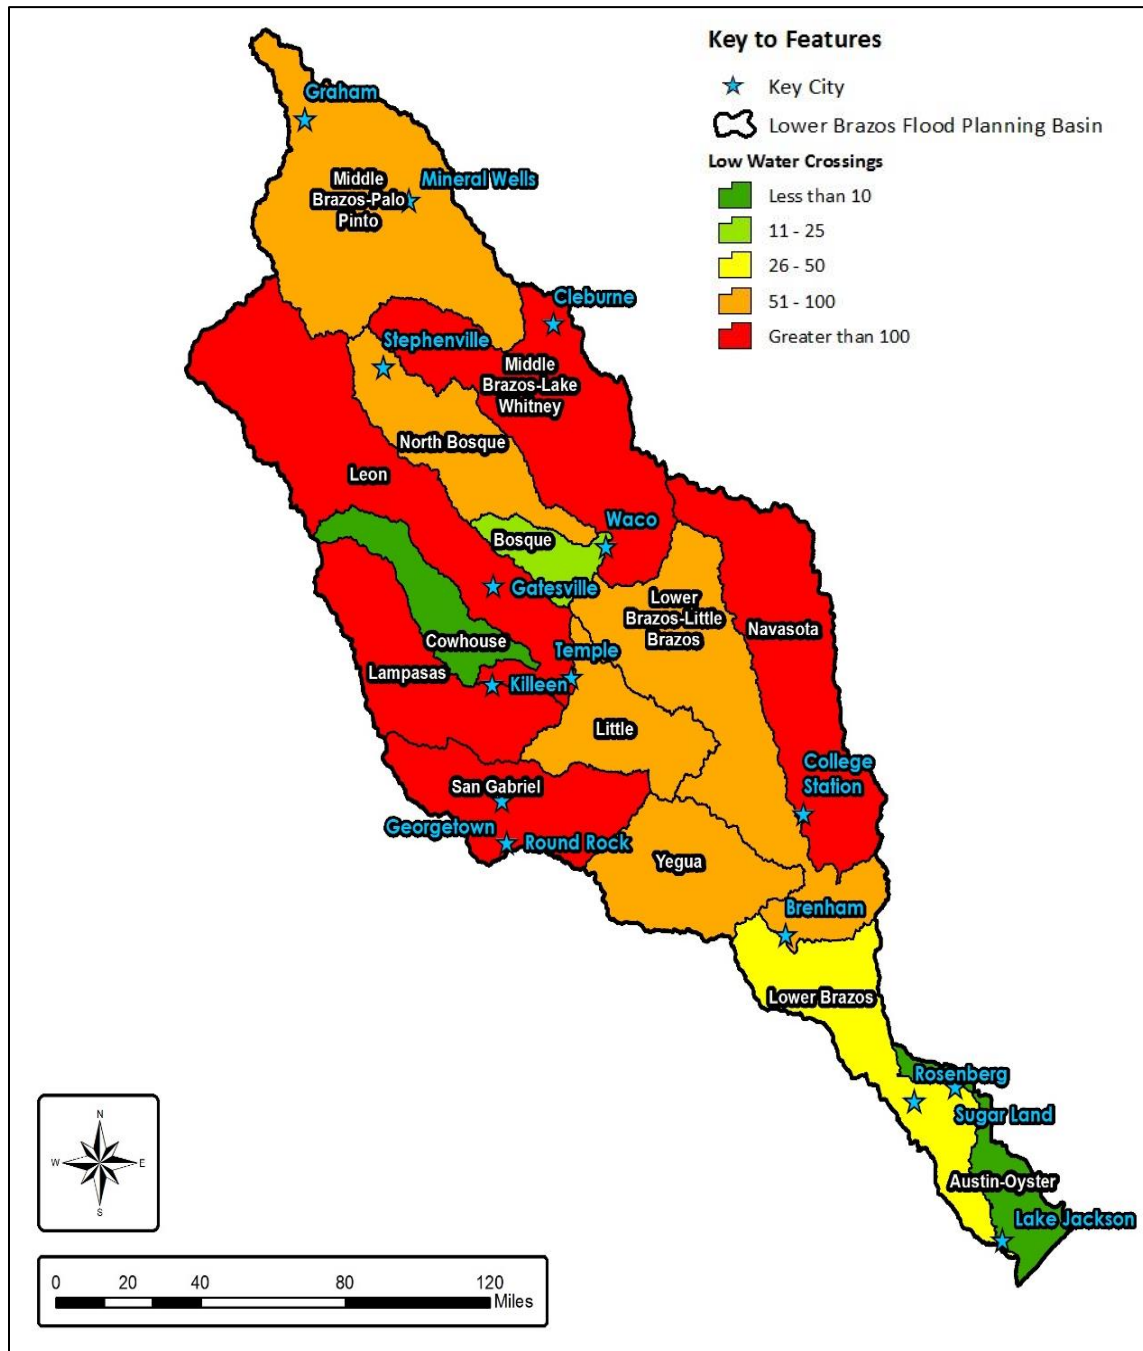 Key to Features
Key City
Lower Brazos Flood Planning Basin
Low Water Crossings
Less than 10
11 - 25
26 - 50
51 - 100
Greater than 100
Graham
Middle
Brazos-Palo
Pinto
Mineral Wells
Cleburne
Stephenville
Middle
Brazos-Lake
Whitney
North Bosque
Leon
Waco
Bosque
Gatesville
Lower
Brazos-Little
Brazos
Navasota
Cowhouse
Temple
Lampasas
Killeen
Little
College
Station
San Gabriel
Georgetown
Round Rock
Yegua
Brenham
Lower Brazos
Rosenberg
Sugar Land
Austin-Oyster
Lake Jackson
N
W
E
S
0 20 40 80 120
Miles